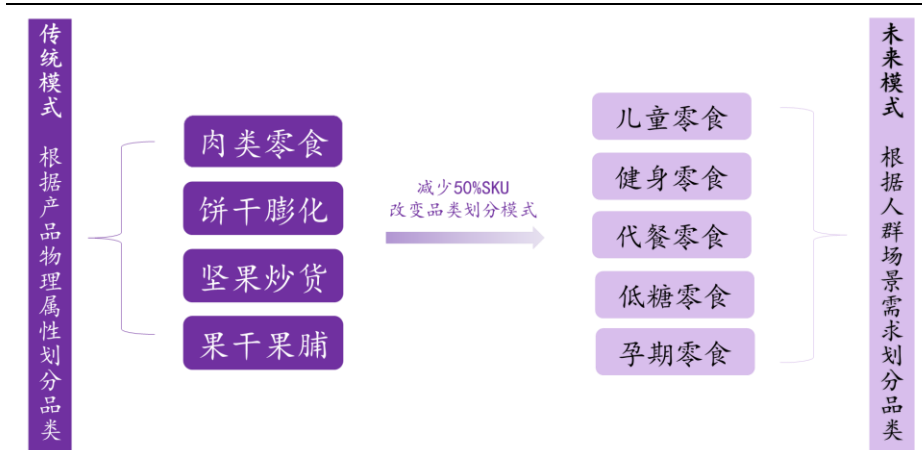 传统模式 根据产品物理属性划分品类
肉类零食
饼干膨化
坚果炒货
果干果脯
减少50%SKU
改变品类划分模式
儿童零食
健身零食
代餐零食
低糖零食
孕期零食
未来模式 根据人群场景需求划分品类